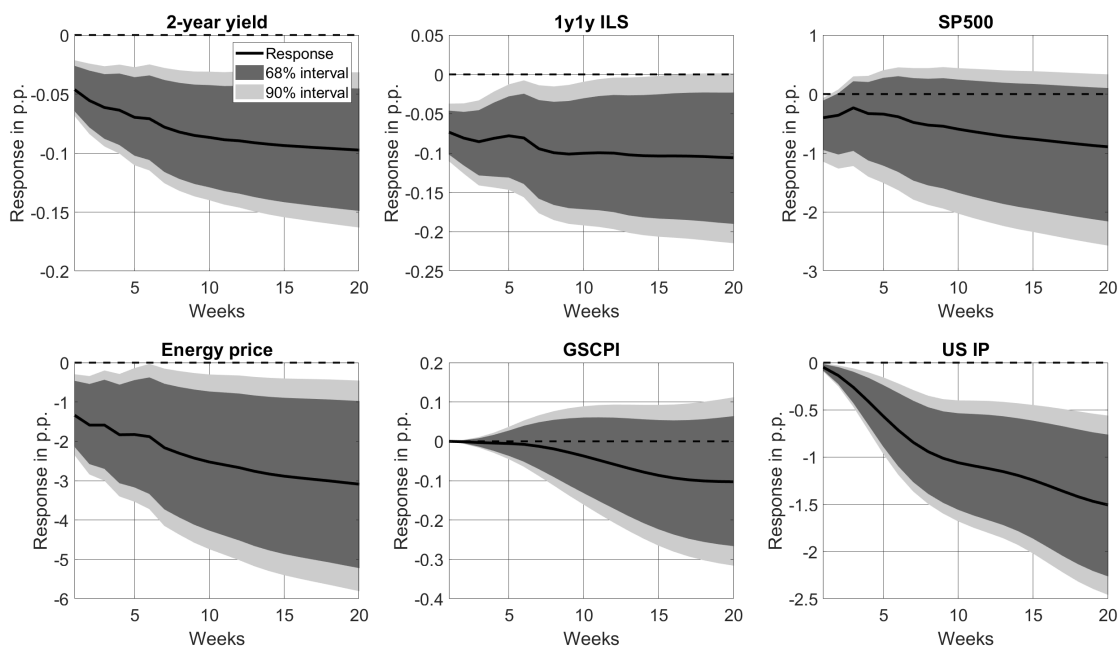 2-year yield
Response in p.p.
0
-0.05
-0.1
-0.15
-0.2
5
10
15
20
Weeks
Response
68% interval
90% interval
1y1y ILS
Response in p.p.
0.05
0
-0.05
-0.1
-0.15
-0.2
-0.25
5
10
15
20
Weeks
SP500
Response in p.p.
1
0
-1
-2
-3
5
10
15
20
Weeks
Energy price
Response in p.p.
0
-1
-2
-3
-4
-5
-6
5
10
15
20
Weeks
GSCPI
Response in p.p.
0.2
0.1
0
-0.1
-0.2
-0.3
-0.4
5
10
15
20
Weeks
US IP
Response in p.p.
0
-0.5
-1
-1.5
-2
-2.5
5
10
15
20
Weeks